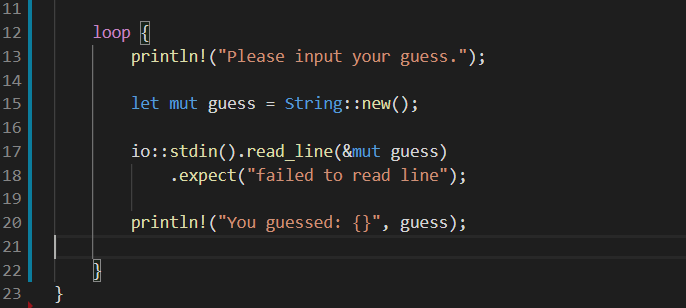 11
12 loop {
13 println!("Please input your guess.");
14
15 let mut guess = String::new();
16
17 io::stdin().read_line(&mut guess)
18 .expect("failed to read line");
19
20 println!("You guessed: {}", guess);
21
22 }
23 }